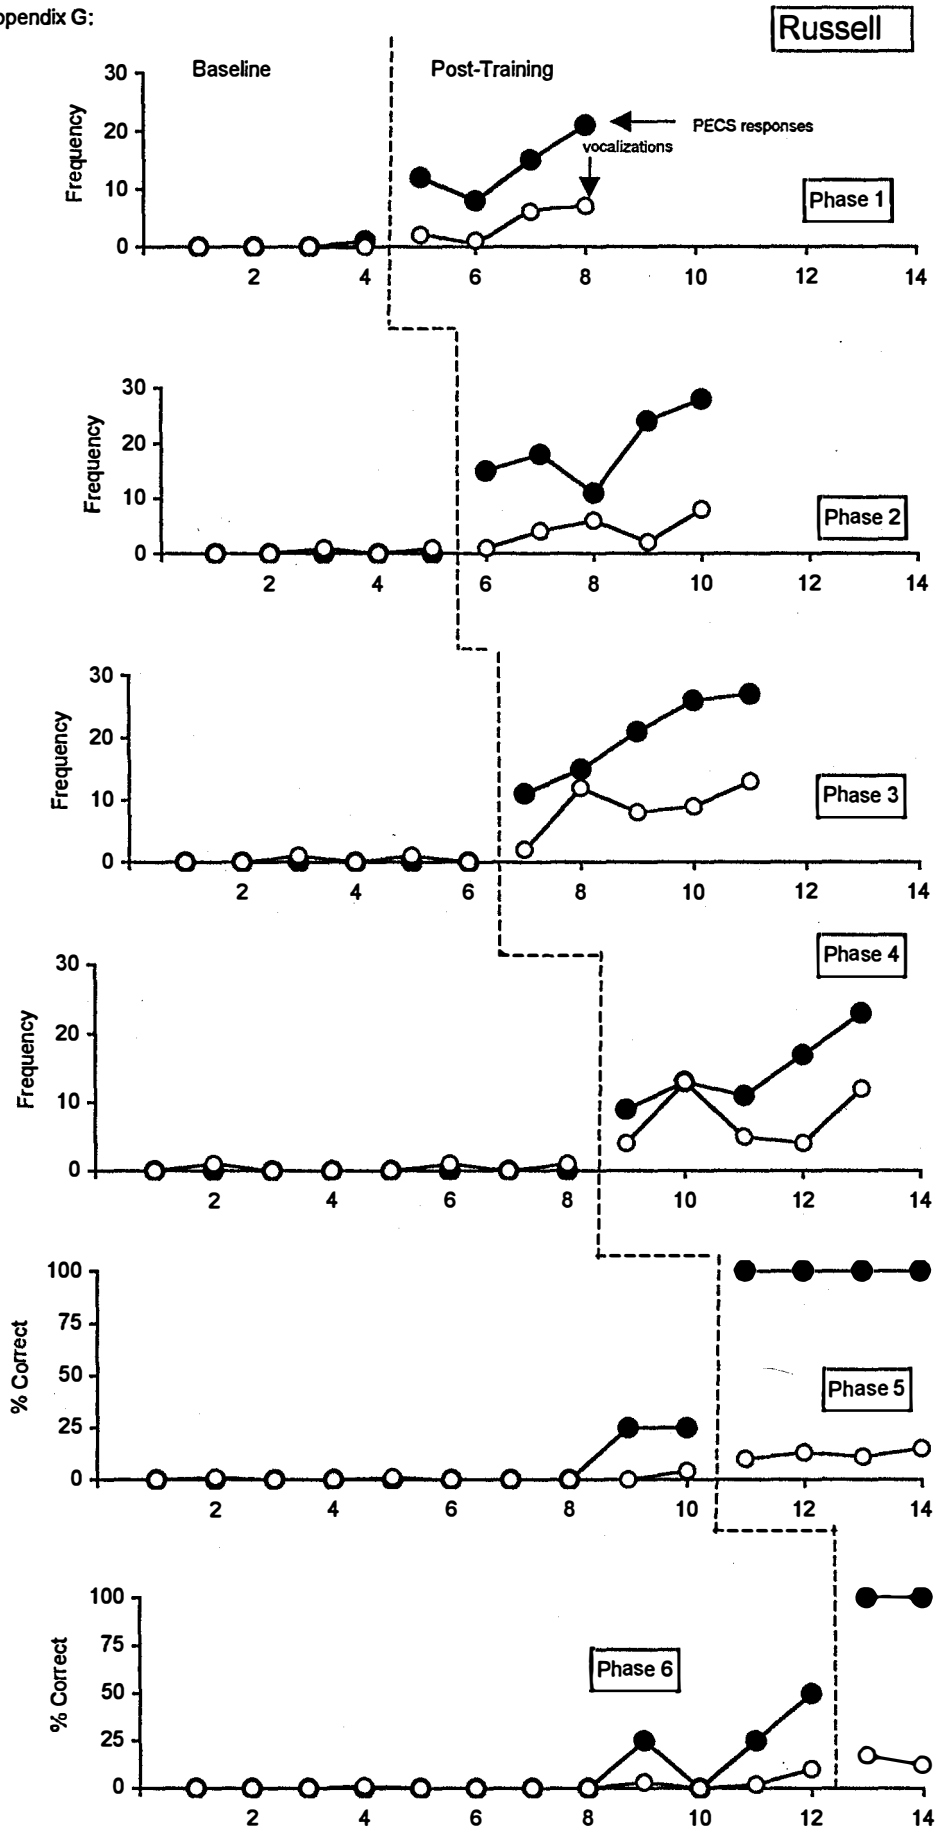 ppendix G:
Russell
Baseline
Post-Training
30
20
10
0
Frequency
PECS responses
vocalizations
Phase 1
2 4 6 8 10 12 14
30
20
10
0
Frequency
Phase 2
2 4 6 8 10 12 14
30
20
10
0
Frequency
Phase 3
2 4 6 8 10 12 14
30
20
10
0
Frequency
Phase 4
2 4 6 8 10 12 14
100
75
50
25
0
% Correct
Phase 5
2 4 6 8 10 12 14
100
75
50
25
0
% Correct
Phase 6
2 4 6 8 10 12 14